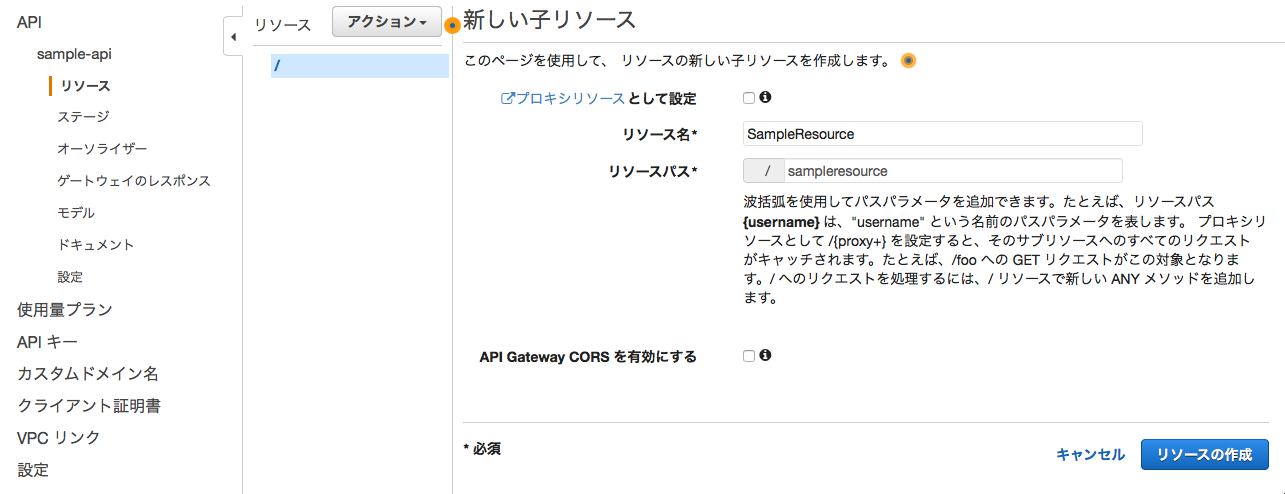 API
sample-api
リソース
ステージ
オーソライザー
ゲートウェイのレスポンス
モデル
ドキュメント
設定
使用量プラン
API キー
カスタムドメイン名
クライアント証明書
VPC リンク
設定
リソース
アクション
/
新しい子リソース
このページを使用して、 リソースの新しい子リソースを作成します。
プロキシリソース として設定
リソース名*
SampleResource
リソースパス*
/ sampleresource
波括弧を使用してパスパラメータを追加できます。たとえば、リソースパス
{username} は、"username" という名前のパスパラメータを表します。 プロキシリ
ソースとして /{proxy+} を設定すると、そのサブリソースへのすべてのリクエスト
がキャッチされます。たとえば、/foo への GET リクエストがこの対象となりま
す。/ へのリクエストを処理するには、/ リソースで新しい ANY メソッドを追加し
ます。
API Gateway CORS を有効にする
* 必須
キャンセル
リソースの作成